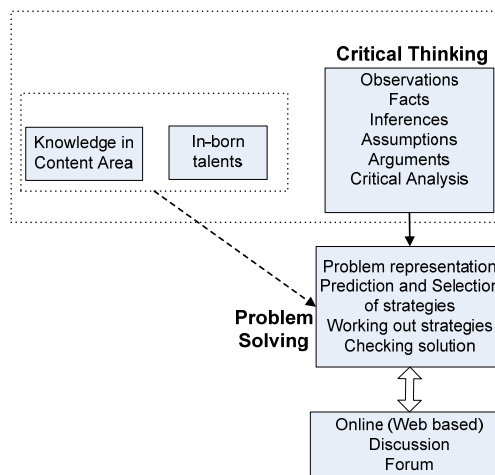 Critical Thinking
Observations
Facts
Inferences
Assumptions
Arguments
Critical Analysis
Knowledge in
Content Area
In-born
talents
Problem representation
Prediction and Selection
of strategies
Working out strategies
Checking solution
Problem
Solving
Online (Web based)
Discussion
Forum